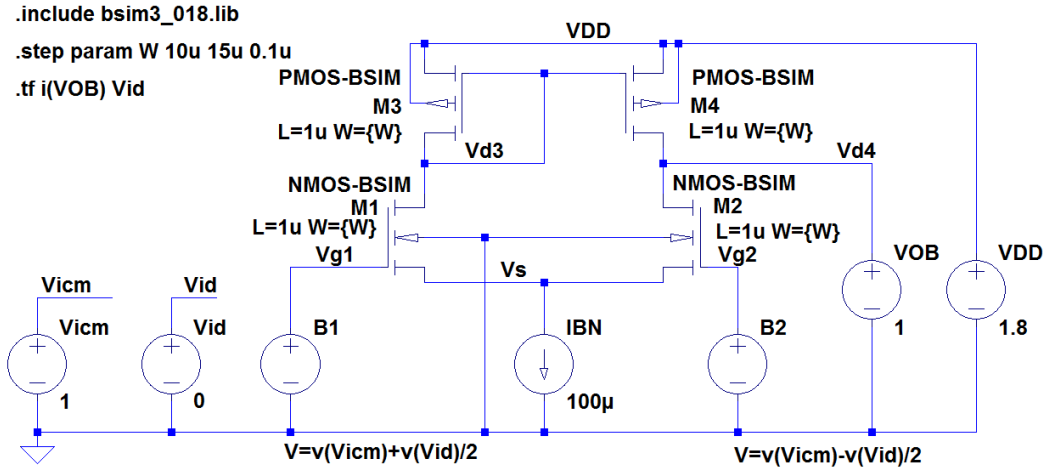 .include bsim3_018.lib
.step param W 10u 15u 0.1u
.tf i(VOB) Vid
VDD
PMOS-BSIM
M3
L=1u W={W}
PMOS-BSIM
M4
L=1u W={W}
Vd3
Vd4
NMOS-BSIM
M1
L=1u W={W}
Vg1
NMOS-BSIM
M2
L=1u W={W}
Vg2
Vs
Vicm
Vicm
1
Vid
Vid
0
B1
IBN
100µ
B2
VOB
1
VDD
1.8
V=v(Vicm)+v(Vid)/2
V=v(Vicm)-v(Vid)/2